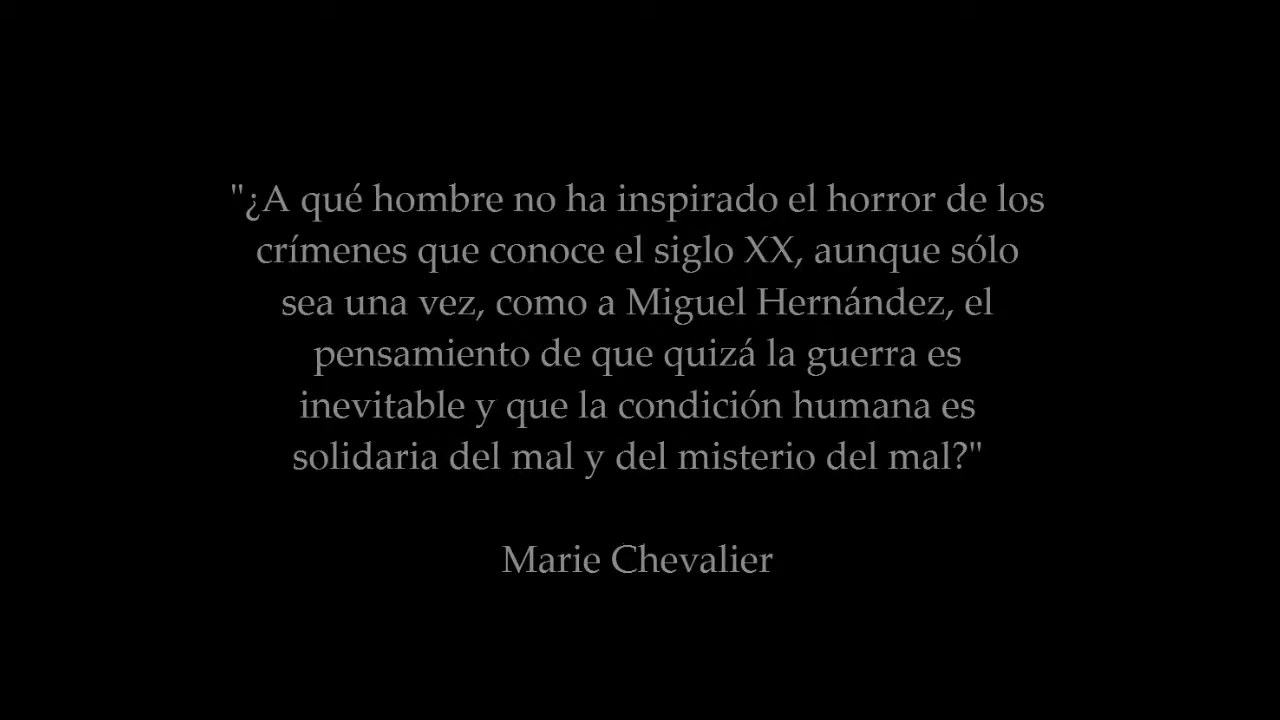 "¿A qué hombre no ha inspirado el horror de los
crímenes que conoce el siglo XX, aunque sólo
sea una vez, como a Miguel Hernández, el
pensamiento de que quizá la guerra es
inevitable y que la condición humana es
solidaria del mal y del misterio del mal?"
Marie Chevalier